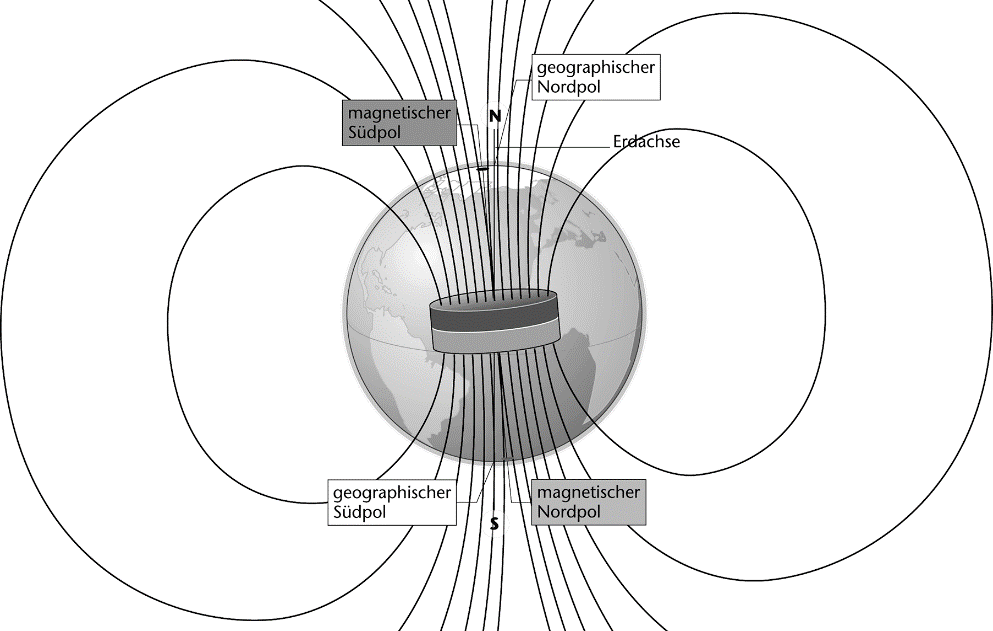 geographischer
Nordpol
magnetischer
Südpol
N
Erdachse
geographischer
Südpol
magnetischer
Nordpol
S